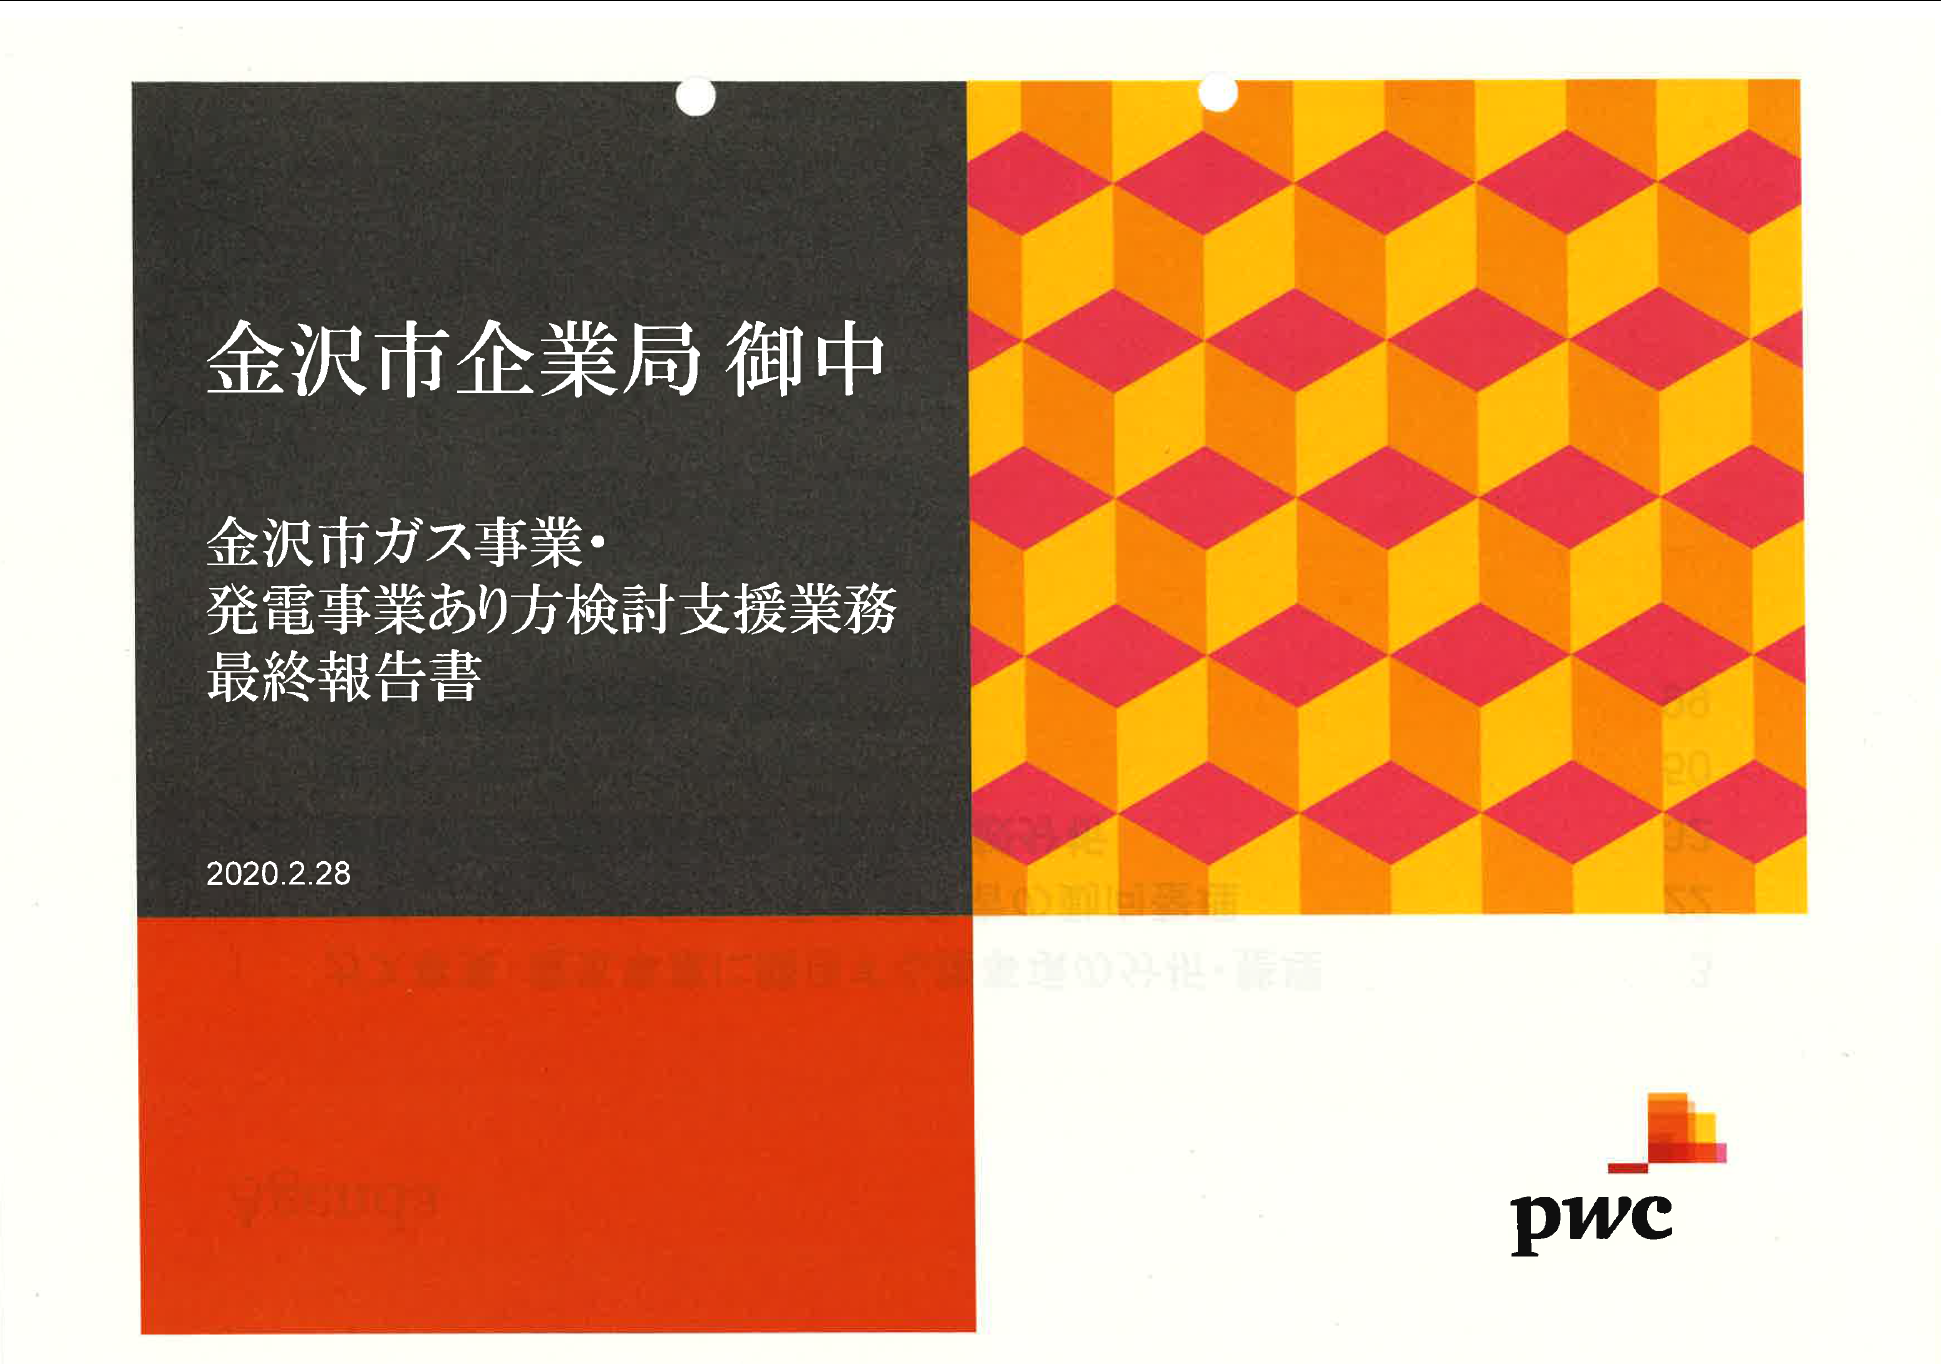 金沢市企業局 御中
金沢市ガス事業・
発電事業あり方検討支援業務
最終報告書
2020.2.28
pwc